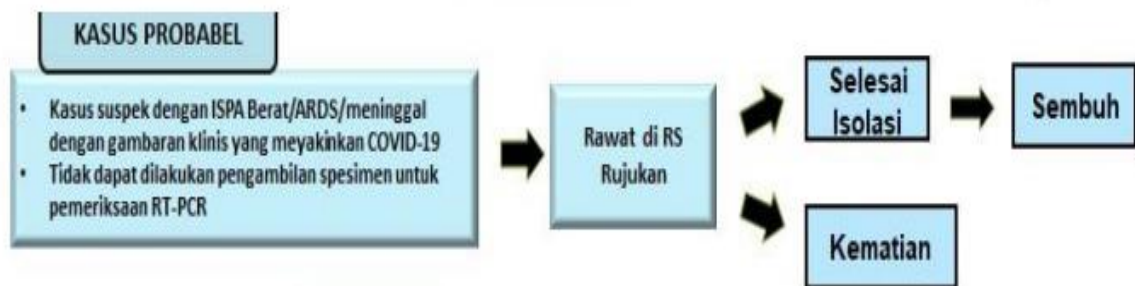 KASUS PROBABEL
• Kasus suspek dengan ISPA Berat/ARDS/meninggal
dengan gambaran klinis yang meyakinkan COVID-19
• Tidak dapat dilakukan pengambilan spesimen untuk
pemeriksaan RT-PCR
Rawat di RS
Rujukan
Selesai
Isolasi
Sembuh
Kematian